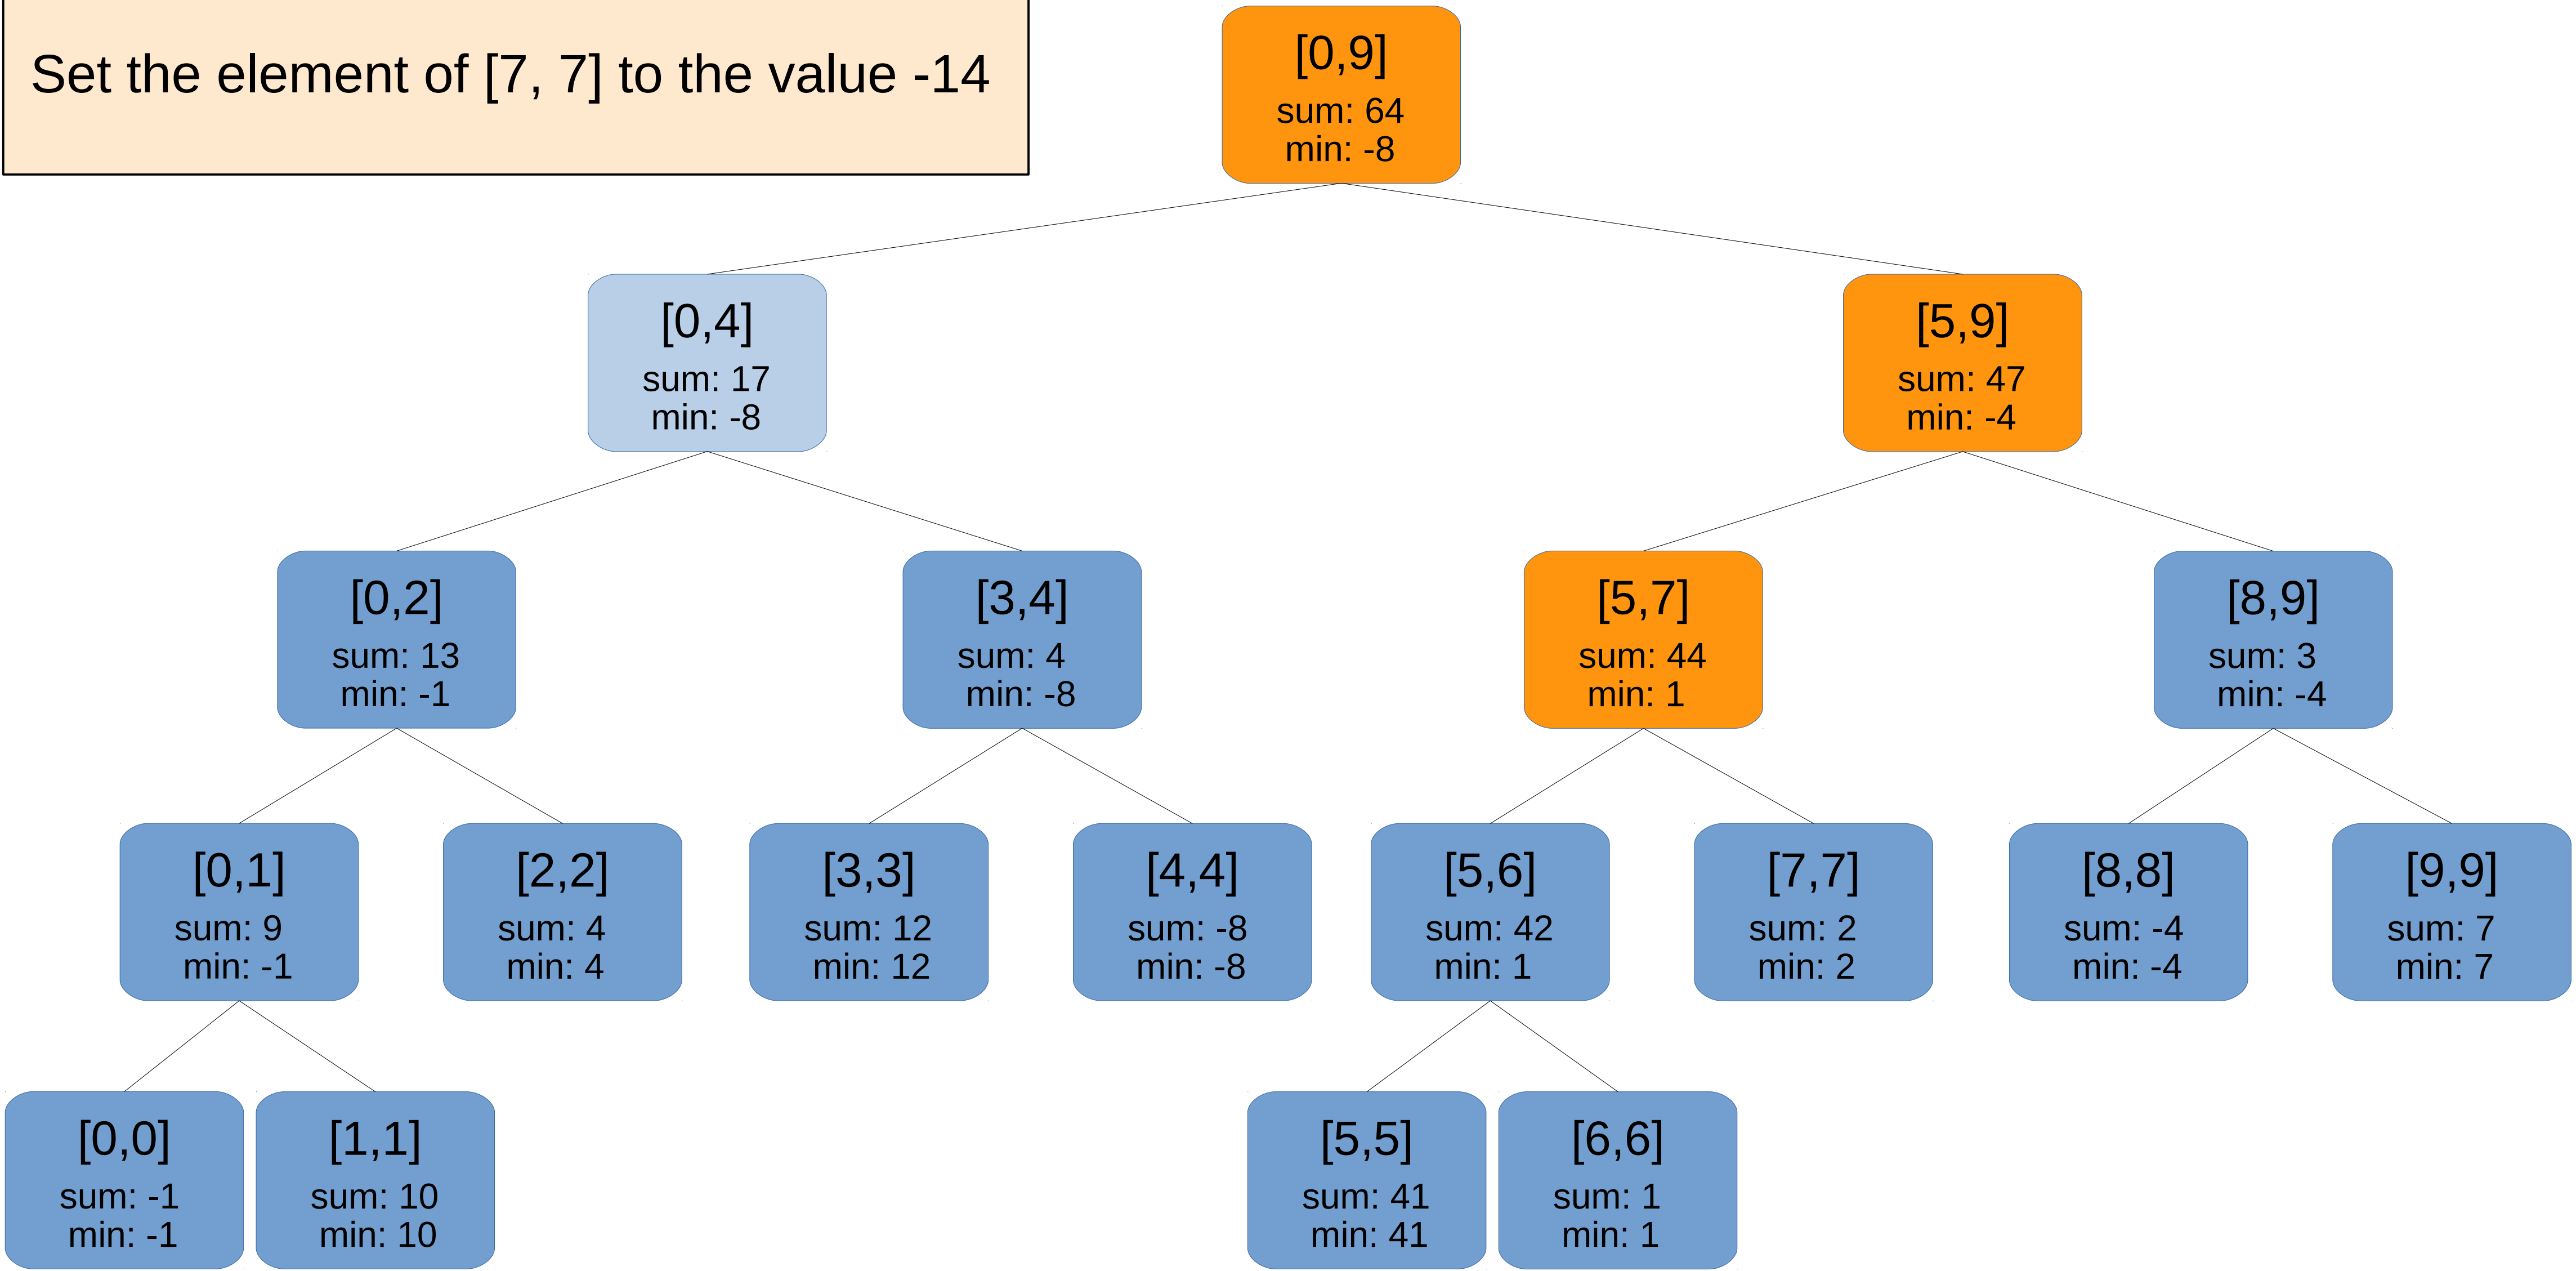 Set the element of [7, 7] to the value -14
[0,9]
sum: 64
min: -8
[0,4]
sum: 17
min: -8
[5,9]
sum: 47
min: -4
[0,2]
sum: 13
min: -1
[3,4]
sum: 4
min: -8
[5,7]
sum: 44
min: 1
[8,9]
sum: 3
min: -4
[0,1]
sum: 9
min: -1
[2,2]
sum: 4
min: 4
[3,3]
sum: 12
min: 12
[4,4]
sum: -8
min: -8
[5,6]
sum: 42
min: 1
[7,7]
sum: 2
min: 2
[8,8]
sum: -4
min: -4
[9,9]
sum: 7
min: 7
[0,0]
sum: -1
min: -1
[1,1]
sum: 10
min: 10
[5,5]
sum: 41
min: 41
[6,6]
sum: 1
min: 1